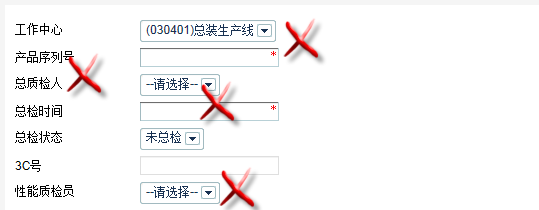 工作中心 (030401)总装生产线
产品序列号 *
总质检人 --请选择--
总检时间 *
总检状态 未总检
3C号
性能质检员 --请选择--